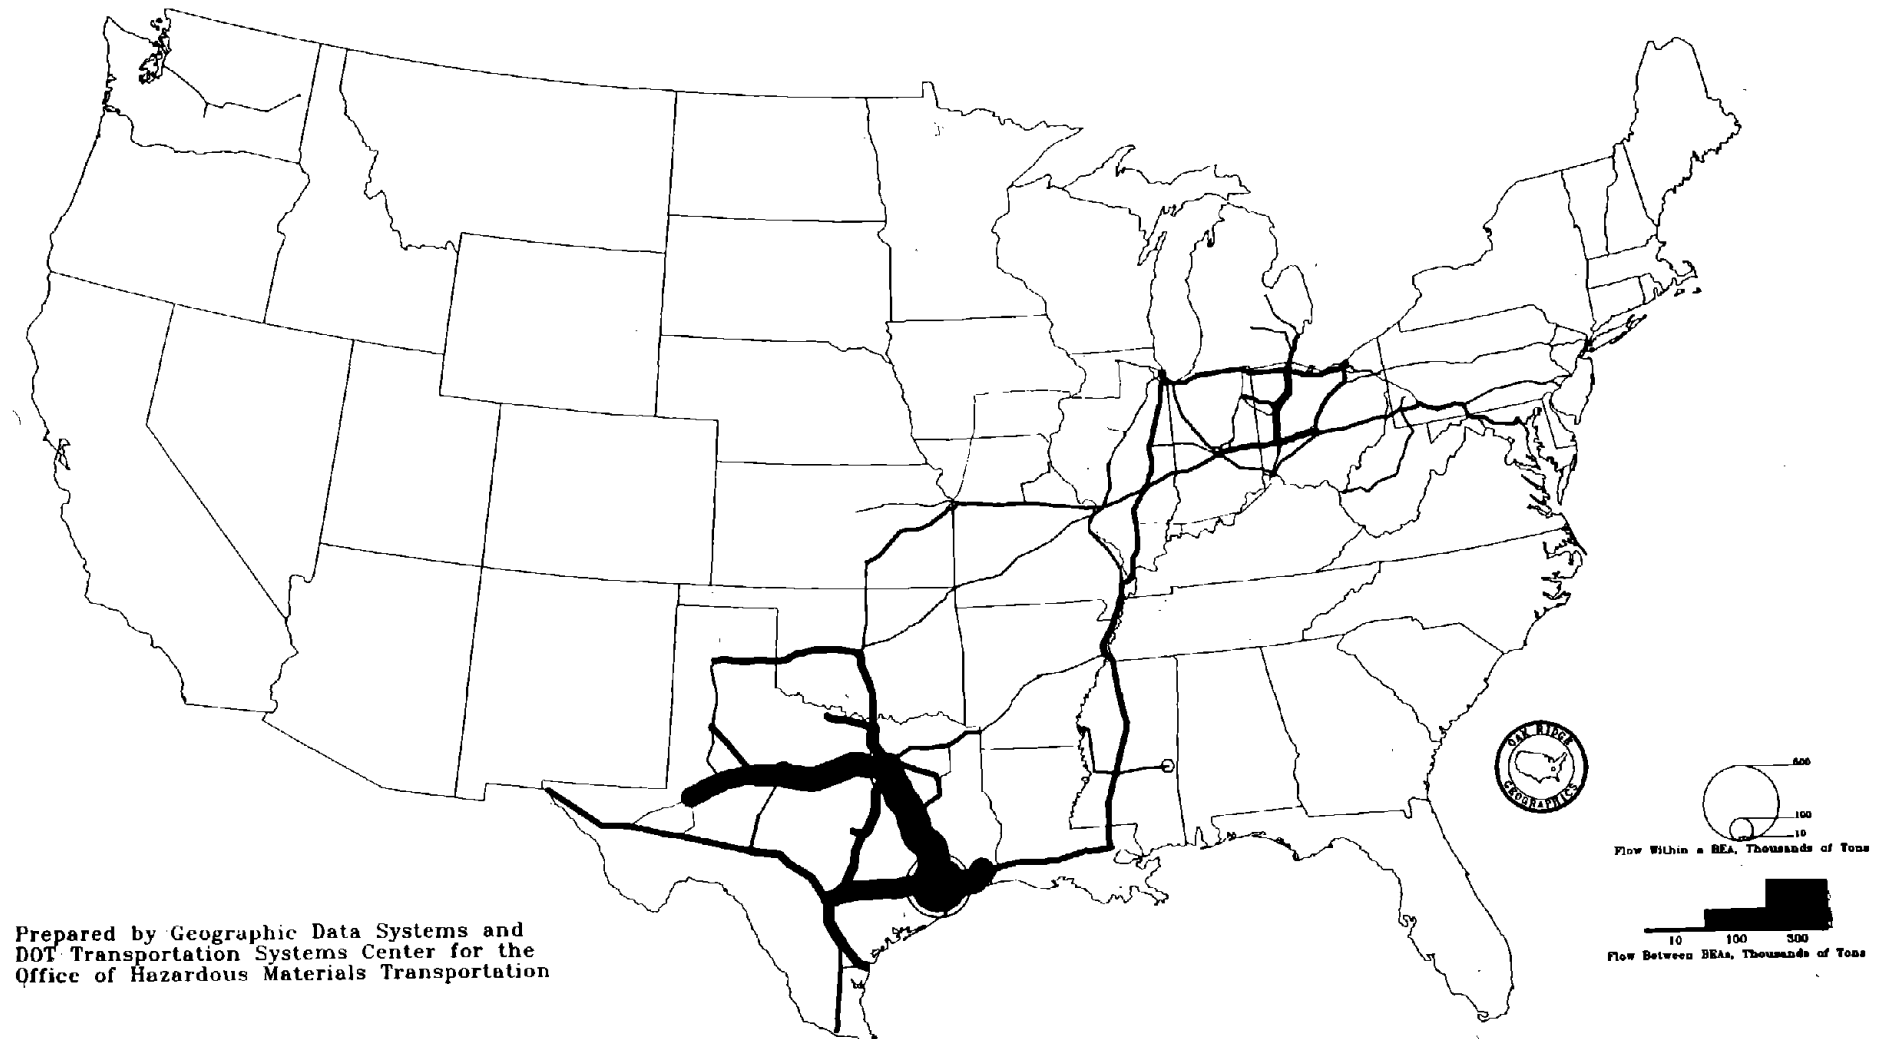 OAK RIDGE
GEOGRAPHICS
600
100
10
Flow Within a BEA, Thousands of Tons
10 100 300
Flow Between BEAs, Thousands of Tons
Prepared by Geographic Data Systems and
DOT Transportation Systems Center for the
Office of Hazardous Materials Transportation